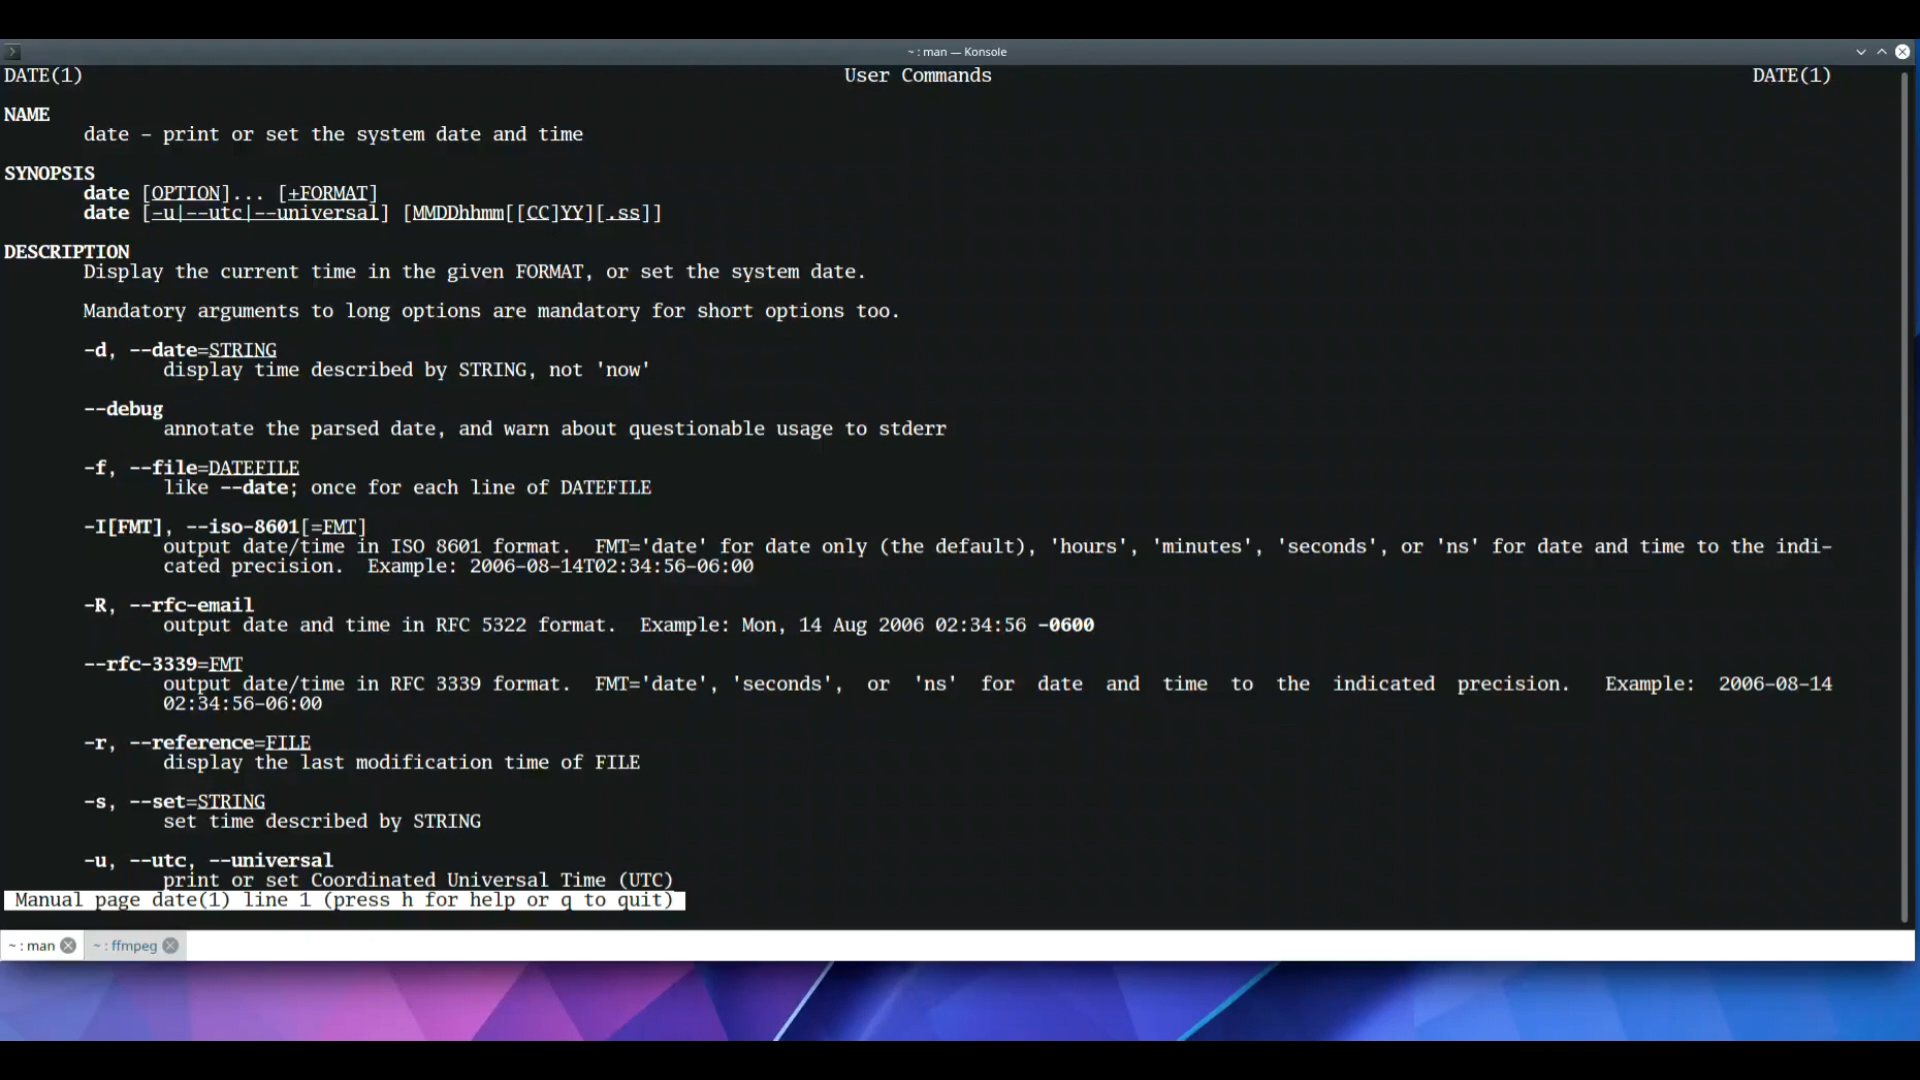 ~ : man — Konsole
DATE(1) User Commands DATE(1)
NAME
date - print or set the system date and time
SYNOPSIS
date [OPTION]... [+FORMAT]
date [-u|--utc|--universal] [MMDDhhmm[[CC]YY][.ss]]
DESCRIPTION
Display the current time in the given FORMAT, or set the system date.
Mandatory arguments to long options are mandatory for short options too.
-d, --date=STRING
display time described by STRING, not 'now'
--debug
annotate the parsed date, and warn about questionable usage to stderr
-f, --file=DATEFILE
like --date; once for each line of DATEFILE
-I[FMT], --iso-8601[=FMT]
output date/time in ISO 8601 format. FMT='date' for date only (the default), 'hours', 'minutes', 'seconds', or 'ns' for date and time to the indi-
cated precision. Example: 2006-08-14T02:34:56-06:00
-R, --rfc-email
output date and time in RFC 5322 format. Example: Mon, 14 Aug 2006 02:34:56 -0600
--rfc-3339=FMT
output date/time in RFC 3339 format. FMT='date', 'seconds', or 'ns' for date and time to the indicated precision. Example: 2006-08-14
02:34:56-06:00
-r, --reference=FILE
display the last modification time of FILE
-s, --set=STRING
set time described by STRING
-u, --utc, --universal
print or set Coordinated Universal Time (UTC)
Manual page date(1) line 1 (press h for help or q to quit)
~ : man ~ : ffmpeg